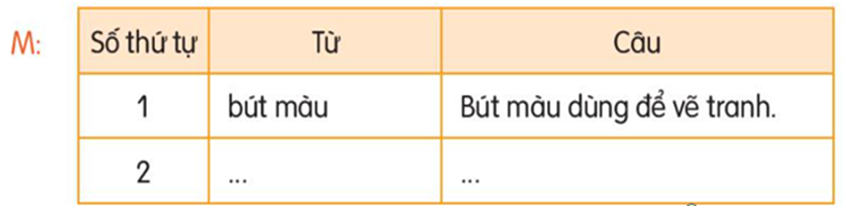 M:
Số thứ tự Từ Câu
1 bút màu Bút màu dùng để vẽ tranh.
2 ... ...